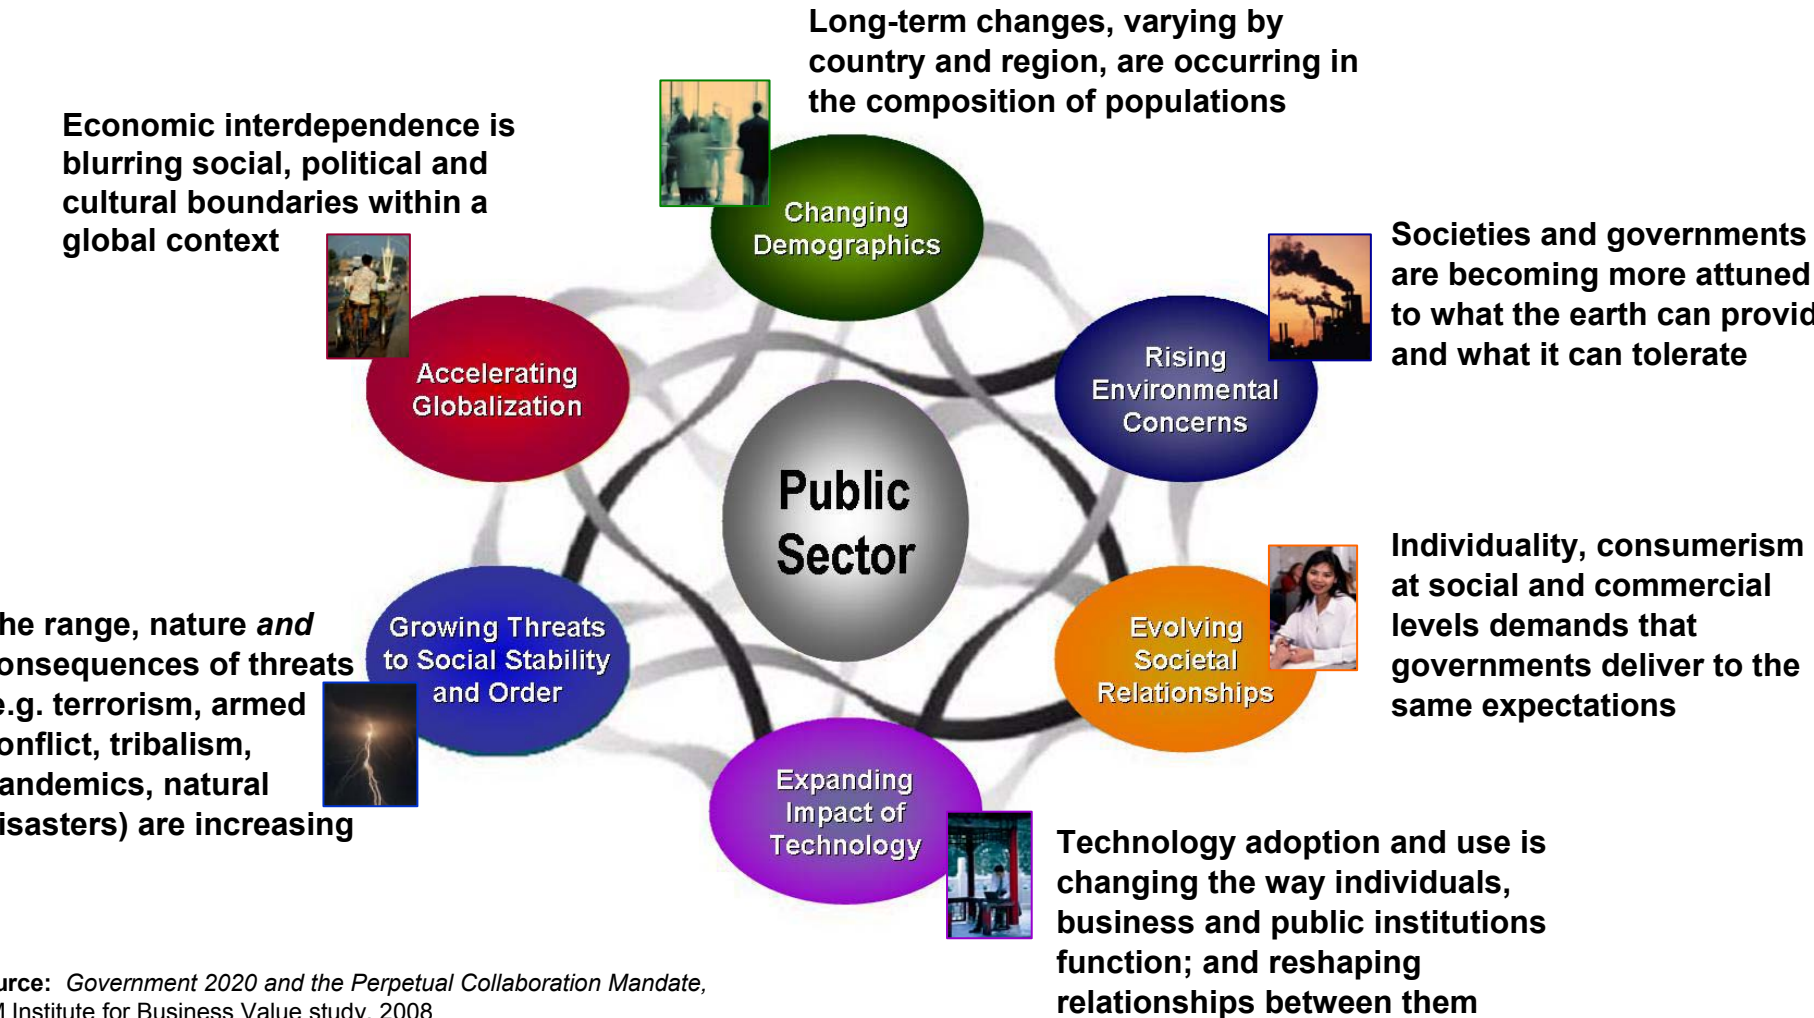 Long-term changes, varying by
country and region, are occurring in
the composition of populations
Economic interdependence is
blurring social, political and
cultural boundaries within a
global context
Changing
Demographics
Societies and governments
are becoming more attuned
to what the earth can provid
and what it can tolerate
Accelerating
Globalization
Rising
Environmental
Concerns
Public
Sector
Individuality, consumerism
at social and commercial
levels demands that
governments deliver to the
same expectations
he range, nature and
onsequences of threats
e.g. terrorism, armed
onflict, tribalism,
andemics, natural
isasters) are increasing
Growing Threats
to Social Stability
and Order
Evolving
Societal
Relationships
Expanding
Impact of
Technology
Technology adoption and use is
changing the way individuals,
business and public institutions
function; and reshaping
relationships between them
urce: Government 2020 and the Perpetual Collaboration Mandate,
M Institute for Business Value study, 2008